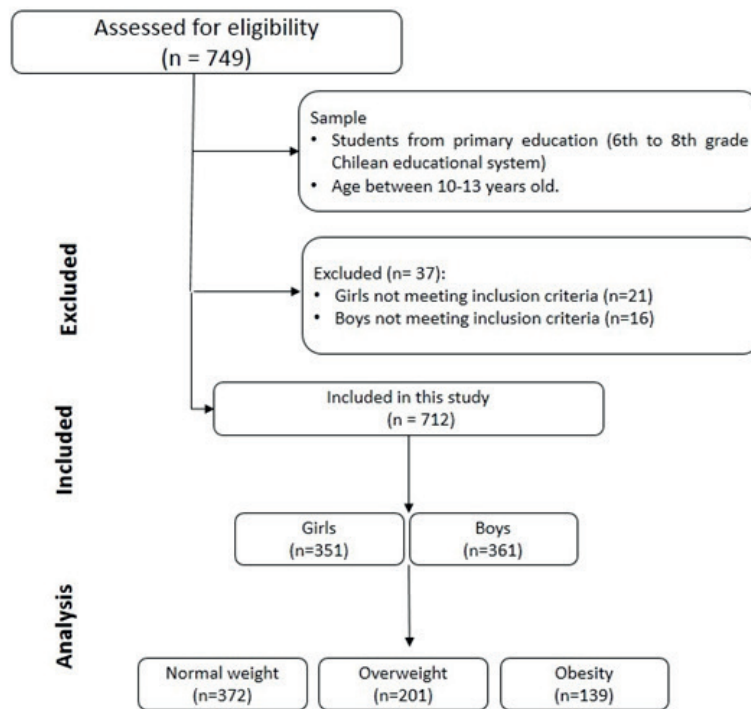 Assessed for eligibility
(n = 749)
Sample
• Students from primary education (6th to 8th grade
Chilean educational system)
• Age between 10-13 years old.
Excluded
Excluded (n= 37):
• Girls not meeting inclusion criteria (n=21)
• Boys not meeting inclusion criteria (n=16)
Included
Included in this study
(n = 712)
Girls
(n=351)
Boys
(n=361)
Analysis
Normal weight
(n=372)
Overweight
(n=201)
Obesity
(n=139)